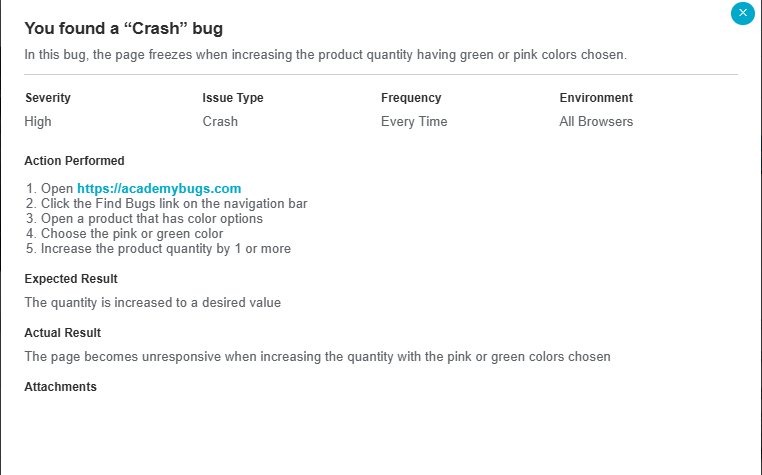 You found a “Crash” bug
In this bug, the page freezes when increasing the product quantity having green or pink colors chosen.
Severity Issue Type Frequency Environment
High Crash Every Time All Browsers
Action Performed
1. Open https://academybugs.com
2. Click the Find Bugs link on the navigation bar
3. Open a product that has color options
4. Choose the pink or green color
5. Increase the product quantity by 1 or more
Expected Result
The quantity is increased to a desired value
Actual Result
The page becomes unresponsive when increasing the quantity with the pink or green colors chosen
Attachments